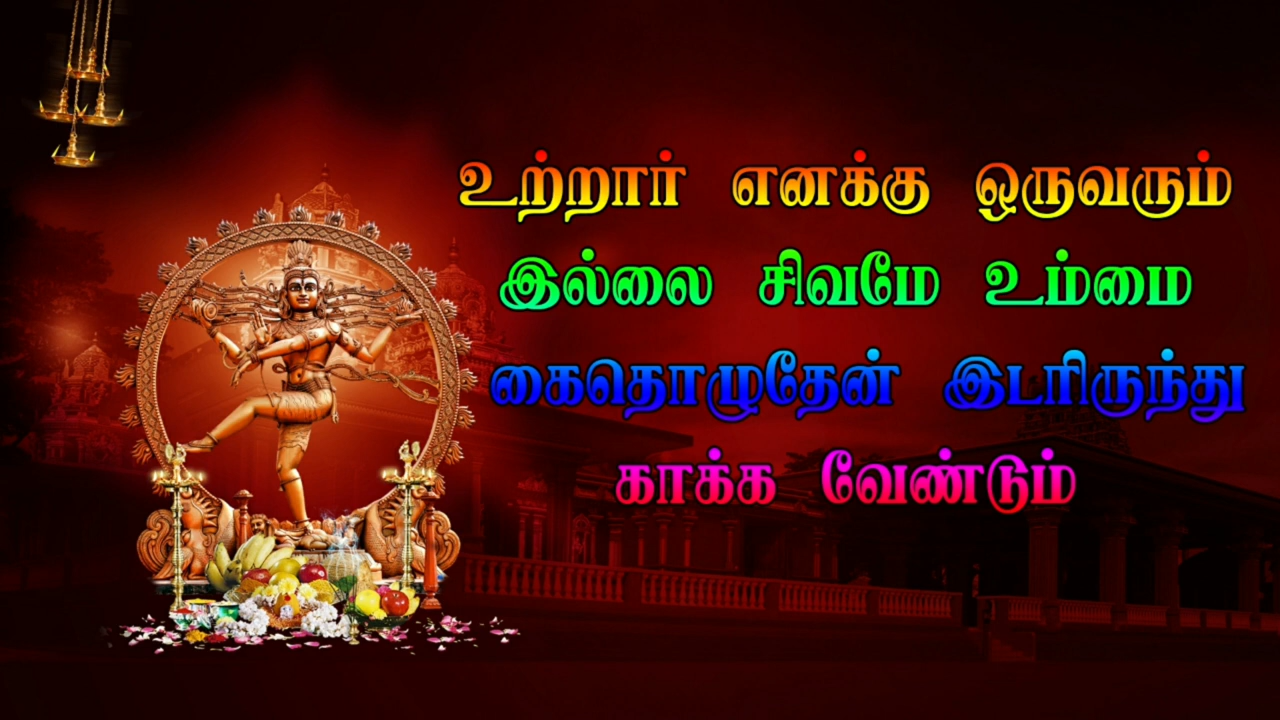 உற்றார் எனக்கு ஒருவரும்
இல்லை சிவமே உம்மை
கைதொழுதேன் இடரிருந்து
காக்க வேண்டும்